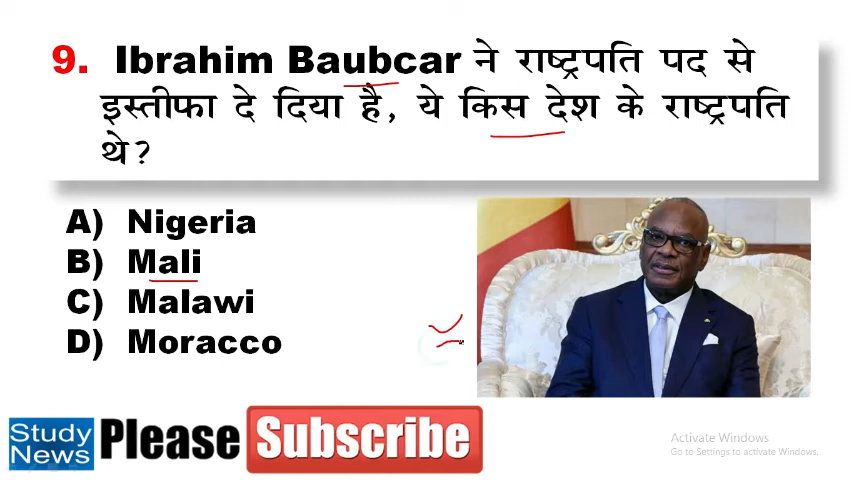 9. Ibrahim Baubcar ने राष्ट्रपति पद से
इस्तीफा दे दिया है, ये किस देश के राष्ट्रपति
थे?
A) Nigeria
B) Mali
C) Malawi
D) Moracco
Study
News
Please
Subscribe
Activate Windows
Go to Settings to activate Windows.